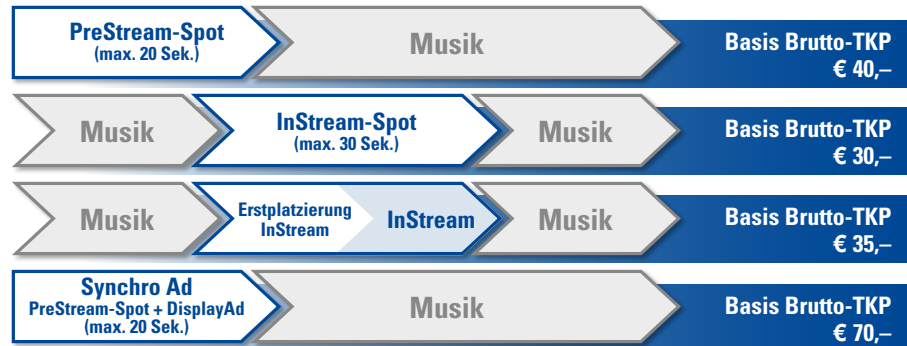 PreStream-Spot
(max. 20 Sek.)
Musik
Basis Brutto-TKP
€ 40,–
Musik
InStream-Spot
(max. 30 Sek.)
Musik
Basis Brutto-TKP
€ 30,–
Musik
Erstplatzierung
InStream
InStream
Musik
Basis Brutto-TKP
€ 35,–
Synchro Ad
PreStream-Spot + DisplayAd
(max. 20 Sek.)
Musik
Basis Brutto-TKP
€ 70,–